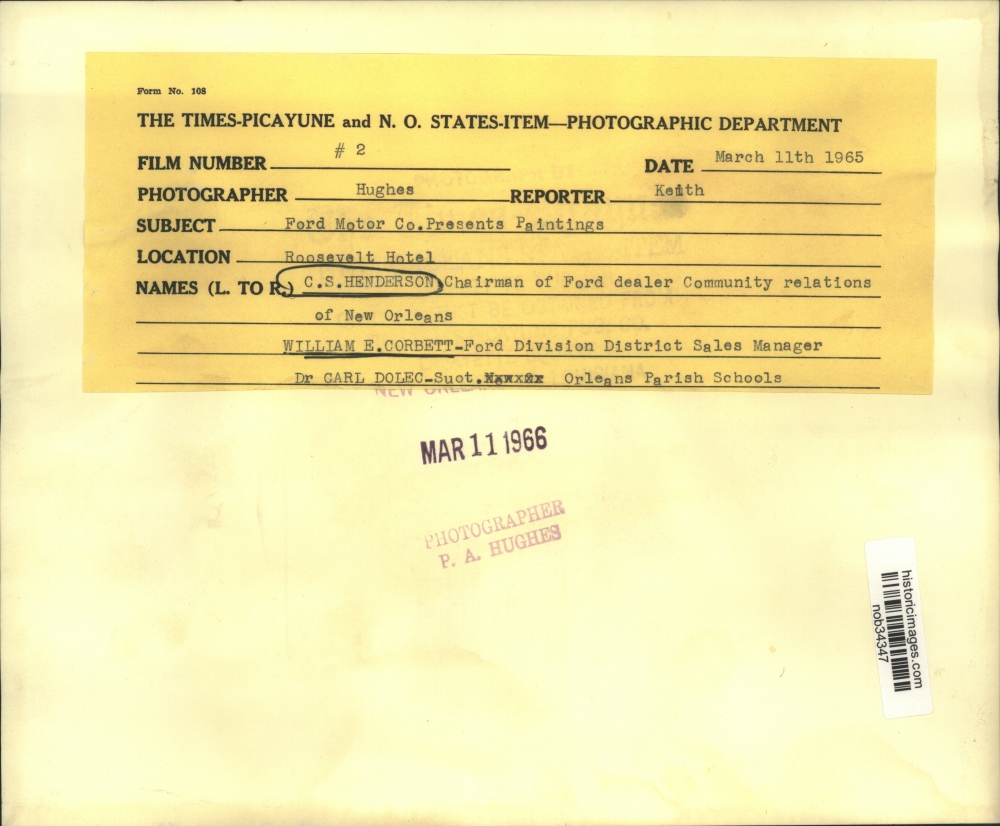 Form No. 108
THE TIMES-PICAYUNE and N. O. STATES-ITEM—PHOTOGRAPHIC DEPARTMENT
FILM NUMBER # 2 DATE March 11th 1965
PHOTOGRAPHER Hughes REPORTER Keith
SUBJECT Ford Motor Co.Presents Paintings
LOCATION Roosevelt Hotel
NAMES (L. TO R.) C.S.HENDERSON Chairman of Ford dealer Community relations
of New Orleans
WILLIAM E.CORBETT-Ford Division District Sales Manager
Dr CARL DOLEC-Suot. Orleans Parish Schools
MAR 11 1966
PHOTOGRAPHER
P. A. HUGHES
historicimages.com
nob34347